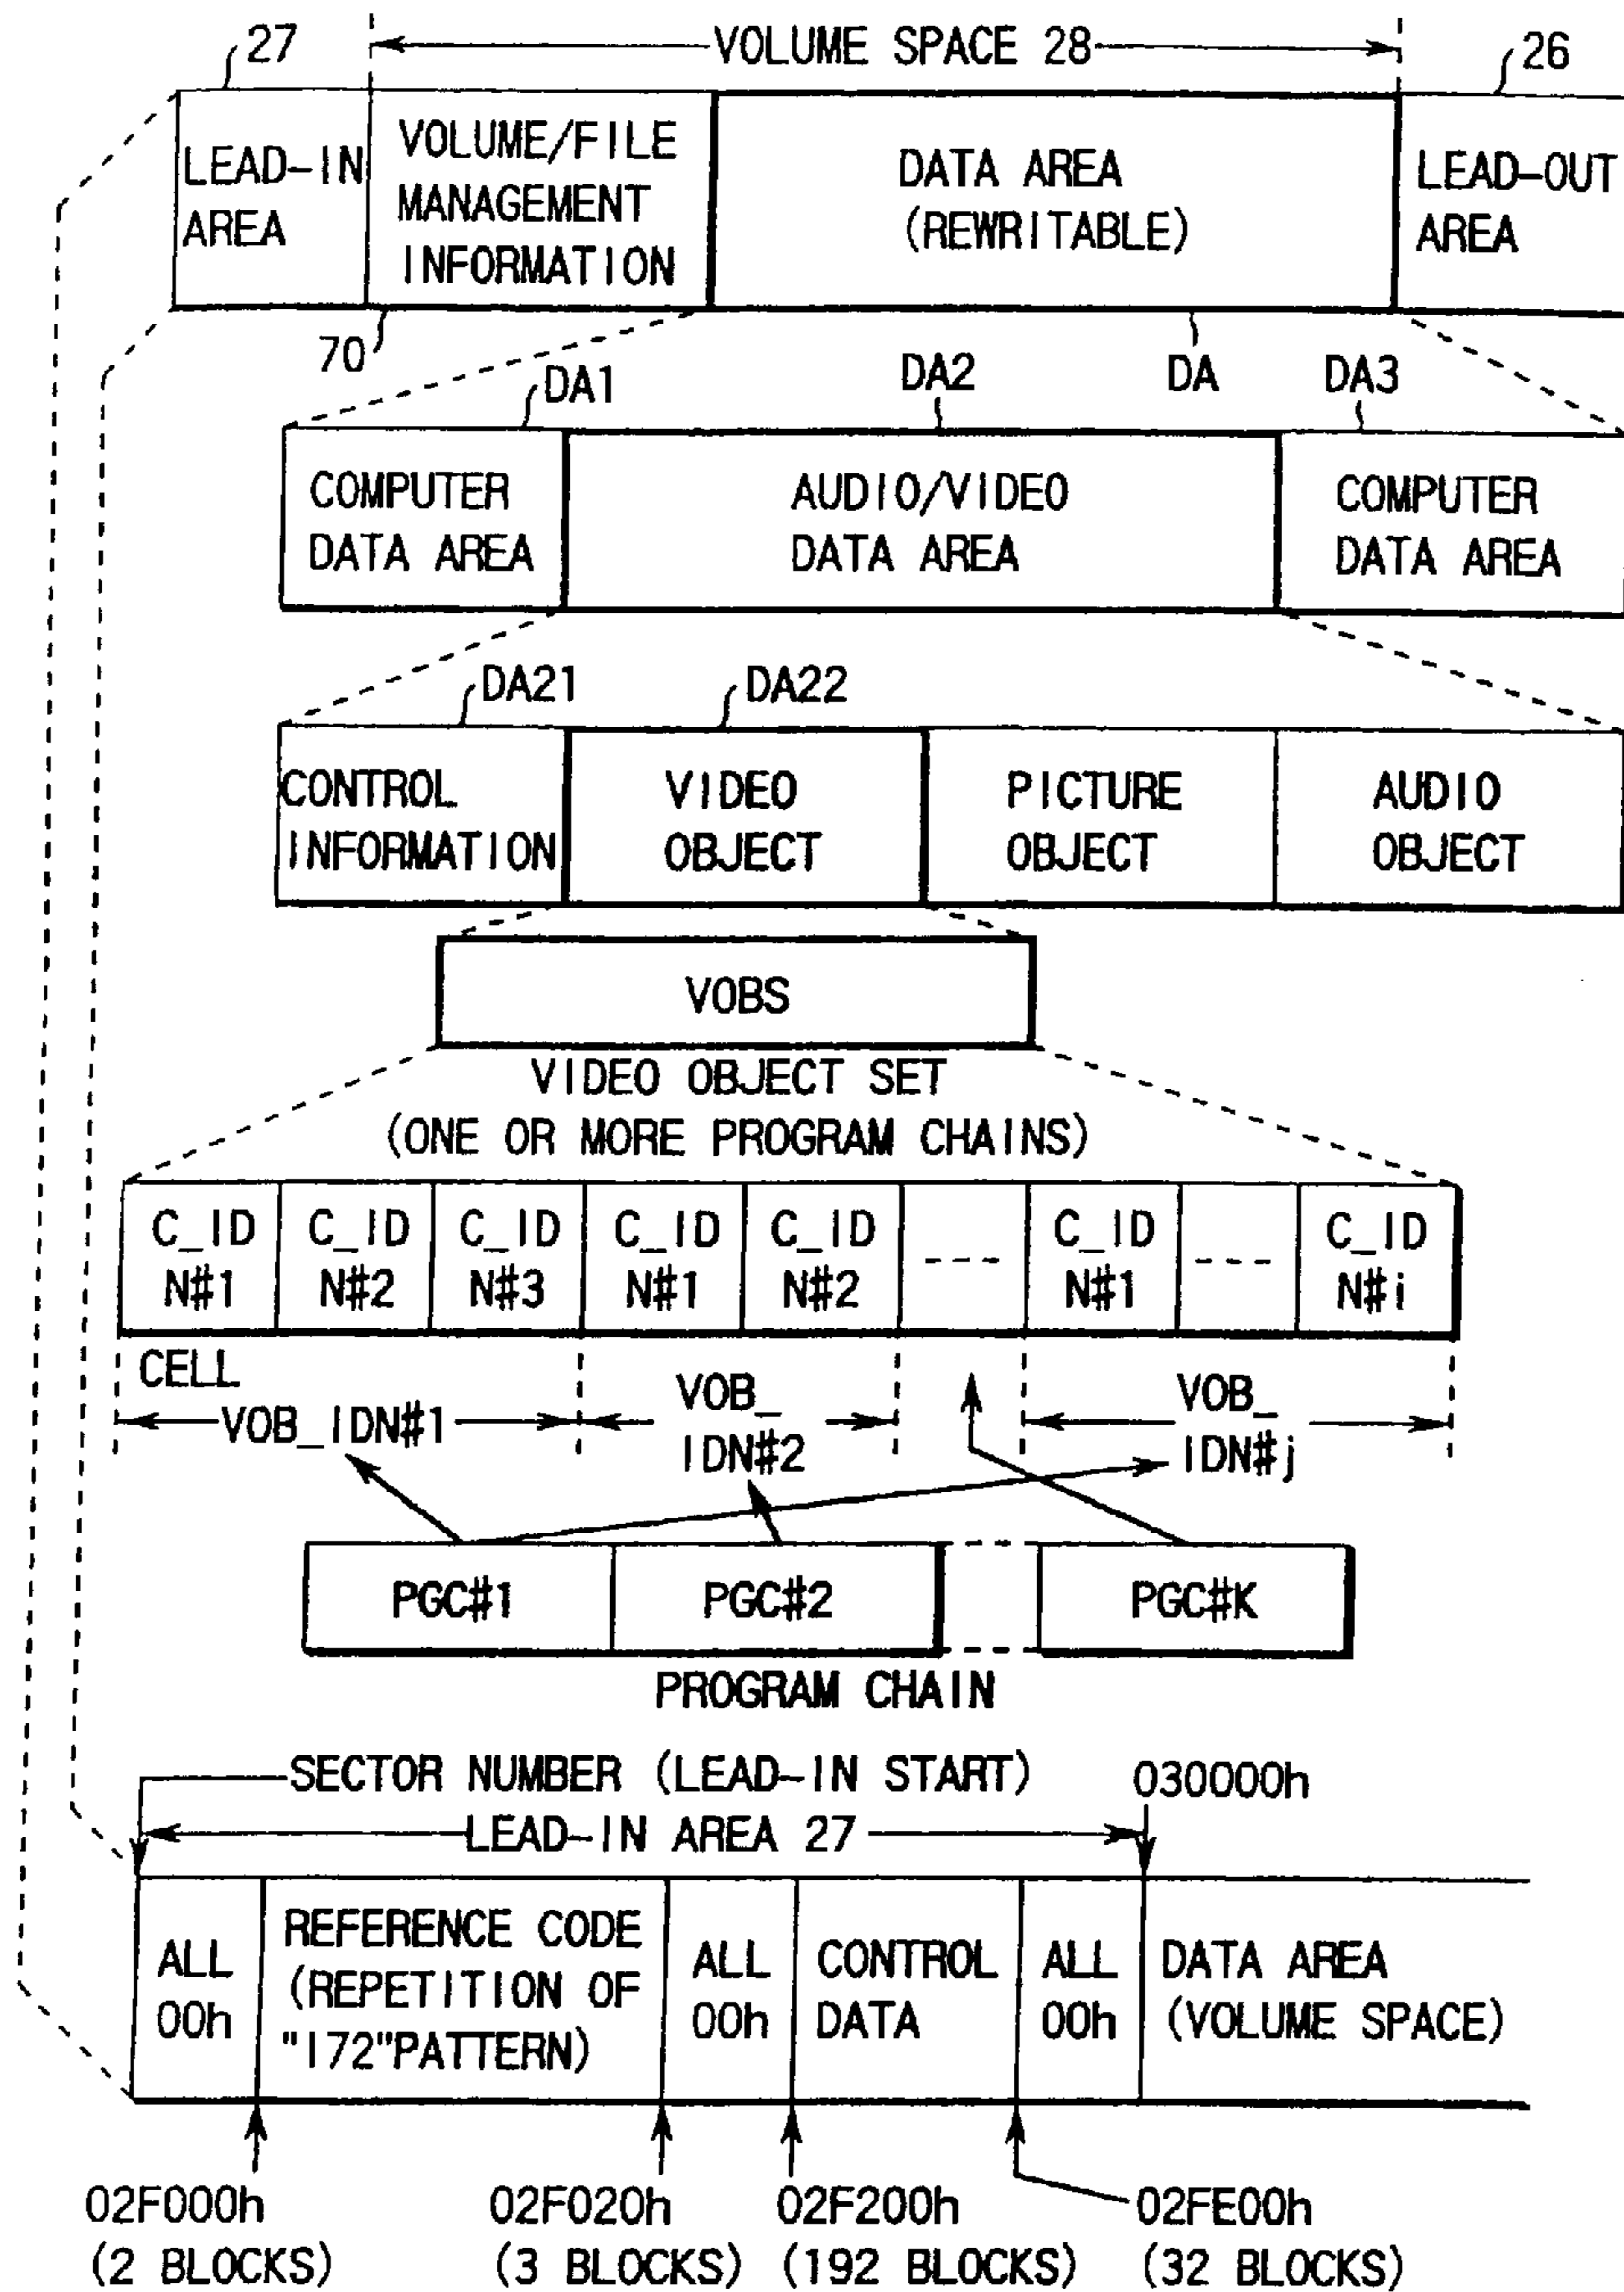 27
VOLUME SPACE 28
26
LEAD-IN
AREA
VOLUME/FILE
MANAGEMENT
INFORMATION
DATA AREA
(REWRITABLE)
LEAD-OUT
AREA
70
DA1
DA2
DA
DA3
COMPUTER
DATA AREA
AUDIO/VIDEO
DATA AREA
COMPUTER
DATA AREA
DA21
DA22
CONTROL
INFORMATION
VIDEO
OBJECT
PICTURE
OBJECT
AUDIO
OBJECT
VOBS
VIDEO OBJECT SET
(ONE OR MORE PROGRAM CHAINS)
C_ID
N#1
C_ID
N#2
C_ID
N#3
C_ID
N#1
C_ID
N#2
C_ID
N#1
C_ID
N#i
CELL
VOB_IDN#1
VOB_
IDN#2
VOB_
IDN#j
PGC#1
PGC#2
PGC#K
PROGRAM CHAIN
SECTOR NUMBER (LEAD-IN START)
030000h
LEAD-IN AREA 27
ALL
00h
REFERENCE CODE
(REPETITION OF
"172"PATTERN)
ALL
00h
CONTROL
DATA
ALL
00h
DATA AREA
(VOLUME SPACE)
02F000h
(2 BLOCKS)
02F020h
(3 BLOCKS)
02F200h
(192 BLOCKS)
02FE00h
(32 BLOCKS)